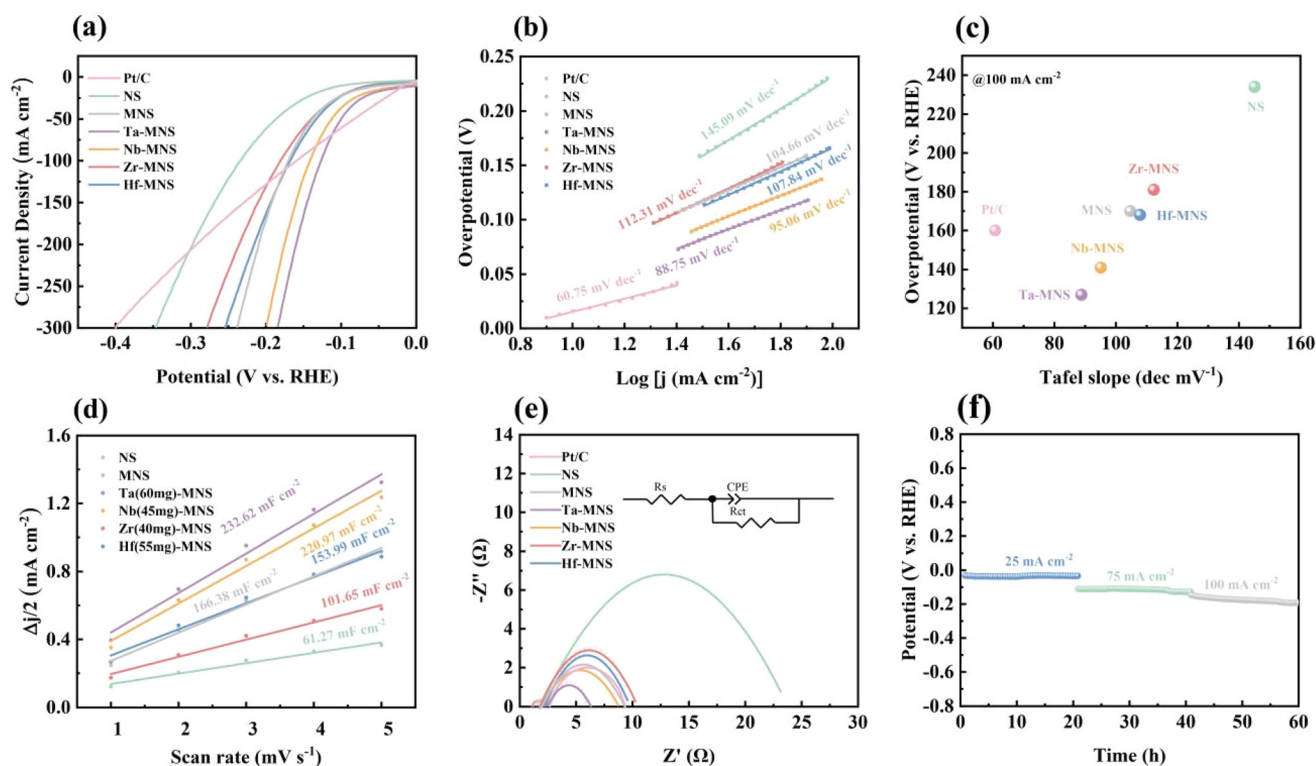 (a)
0
-50
-100
-150
-200
-250
-300
Current Density (mA cm-2)
Pt/C
NS
MNS
Ta-MNS
Nb-MNS
Zr-MNS
Hf-MNS
-0.4
-0.3
-0.2
-0.1
0.0
Potential (V vs. RHE)
(b)
0.25
0.20
0.15
0.10
0.05
0.00
Overpotential (V)
Pt/C
NS
MNS
Ta-MNS
Nb-MNS
Zr-MNS
Hf-MNS
145.09 mV dec-1
104.66 mV dec-1
107.84 mV dec-1
112.31 mV dec-1
95.06 mV dec-1
88.75 mV dec-1
60.75 mV dec-1
0.8
1.0
1.2
1.4
1.6
1.8
2.0
2.2
Log [j (mA cm-2)]
(c)
240
220
200
180
160
140
120
Overpotential (V vs. RHE)
@100 mA cm-2
NS
Zr-MNS
Pt/C
MNS
Hf-MNS
Nb-MNS
Ta-MNS
60
80
100
120
140
160
Tafel slope (dec mV-1)
(d)
1.6
1.2
0.8
0.4
0.0
Δj/2 (mA cm-2)
NS
MNS
Ta(60mg)-MNS
Nb(45mg)-MNS
Zr(40mg)-MNS
Hf(55mg)-MNS
232.62 mF cm-2
220.97 mF cm-2
153.99 mF cm-2
166.38 mF cm-2
101.65 mF cm-2
61.27 mF cm-2
1
2
3
4
5
Scan rate (mV s-1)
(e)
14
12
10
8
6
4
2
0
-Z'' (Ω)
Pt/C
NS
MNS
Ta-MNS
Nb-MNS
Zr-MNS
Hf-MNS
Rs
CPE
Rct
0
5
10
15
20
25
30
Z' (Ω)
(f)
0.8
0.6
0.4
0.2
0.0
-0.2
-0.4
-0.6
-0.8
Potential (V vs. RHE)
25 mA cm-2
75 mA cm-2
100 mA cm-2
0
10
20
30
40
50
60
Time (h)